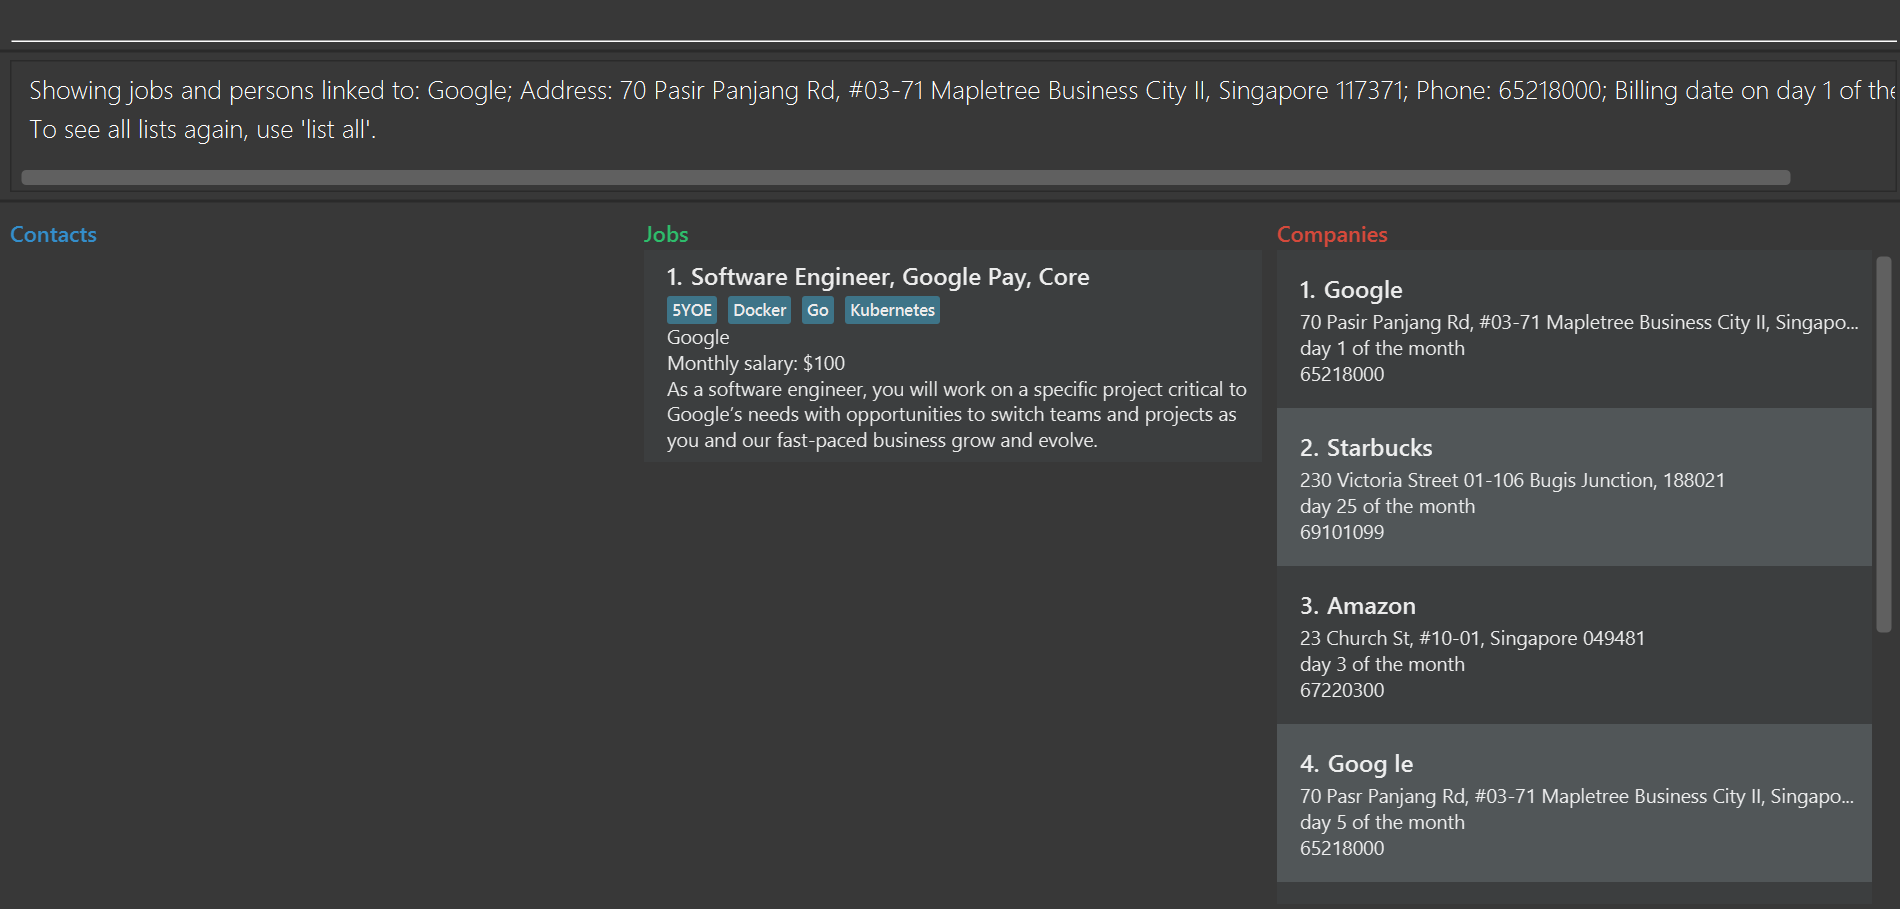 Showing jobs and persons linked to: Google; Address: 70 Pasir Panjang Rd, #03-71 Mapletree Business City II, Singapore 117371; Phone: 65218000; Billing date on day 1 of the
To see all lists again, use 'list all'.
Contacts
Jobs
1. Software Engineer, Google Pay, Core
5YOE Docker Go Kubernetes
Google
Monthly salary: $100
As a software engineer, you will work on a specific project critical to
Google’s needs with opportunities to switch teams and projects as
you and our fast-paced business grow and evolve.
Companies
1. Google
70 Pasir Panjang Rd, #03-71 Mapletree Business City II, Singapo...
day 1 of the month
65218000
2. Starbucks
230 Victoria Street 01-106 Bugis Junction, 188021
day 25 of the month
69101099
3. Amazon
23 Church St, #10-01, Singapore 049481
day 3 of the month
67220300
4. Goog le
70 Pasr Panjang Rd, #03-71 Mapletree Business City II, Singapo...
day 5 of the month
65218000